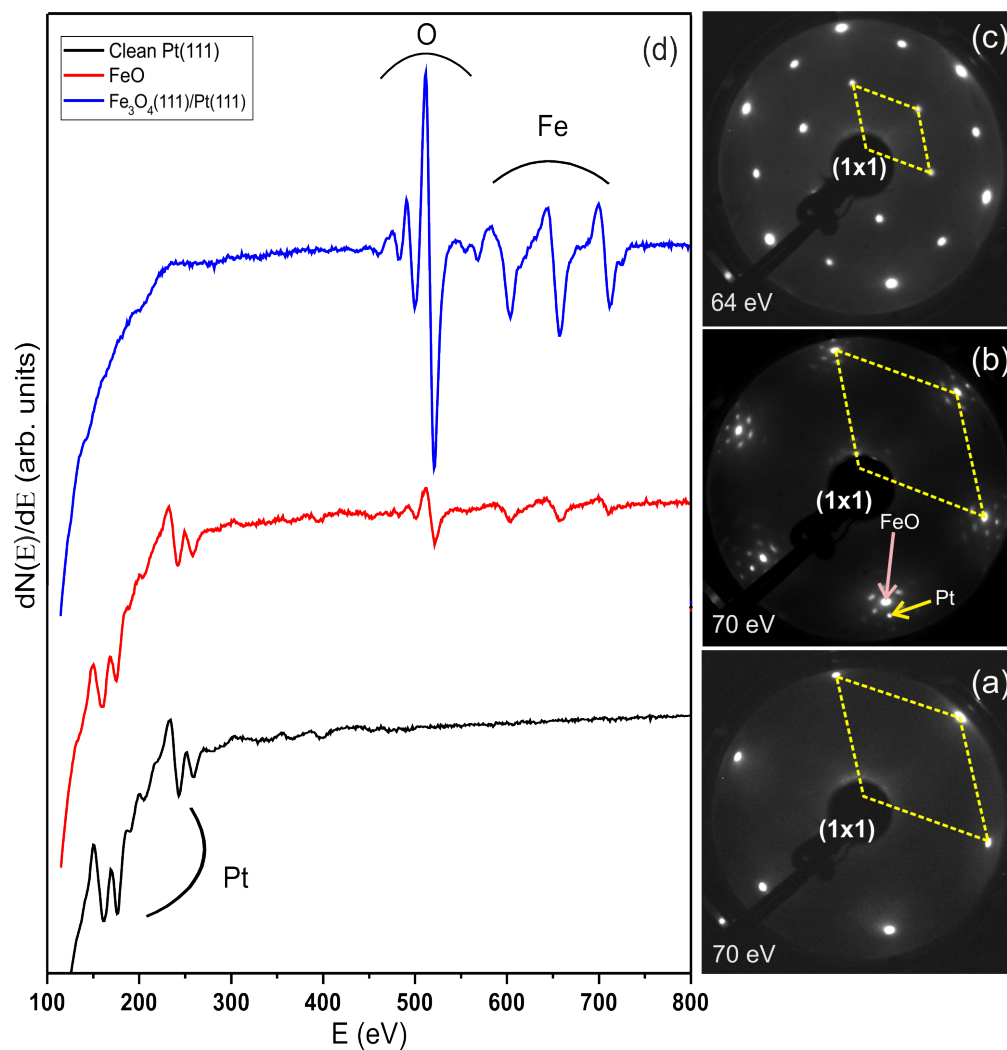 Clean Pt(111)
FeO
Fe₃O₄(111)/Pt(111)
O
(d)
Fe
Pt
dN(E)/dE (arb. units)
100 200 300 400 500 600 700 800
E (eV)
(c)
(1x1)
64 eV
(b)
(1x1)
FeO
Pt
70 eV
(a)
(1x1)
70 eV